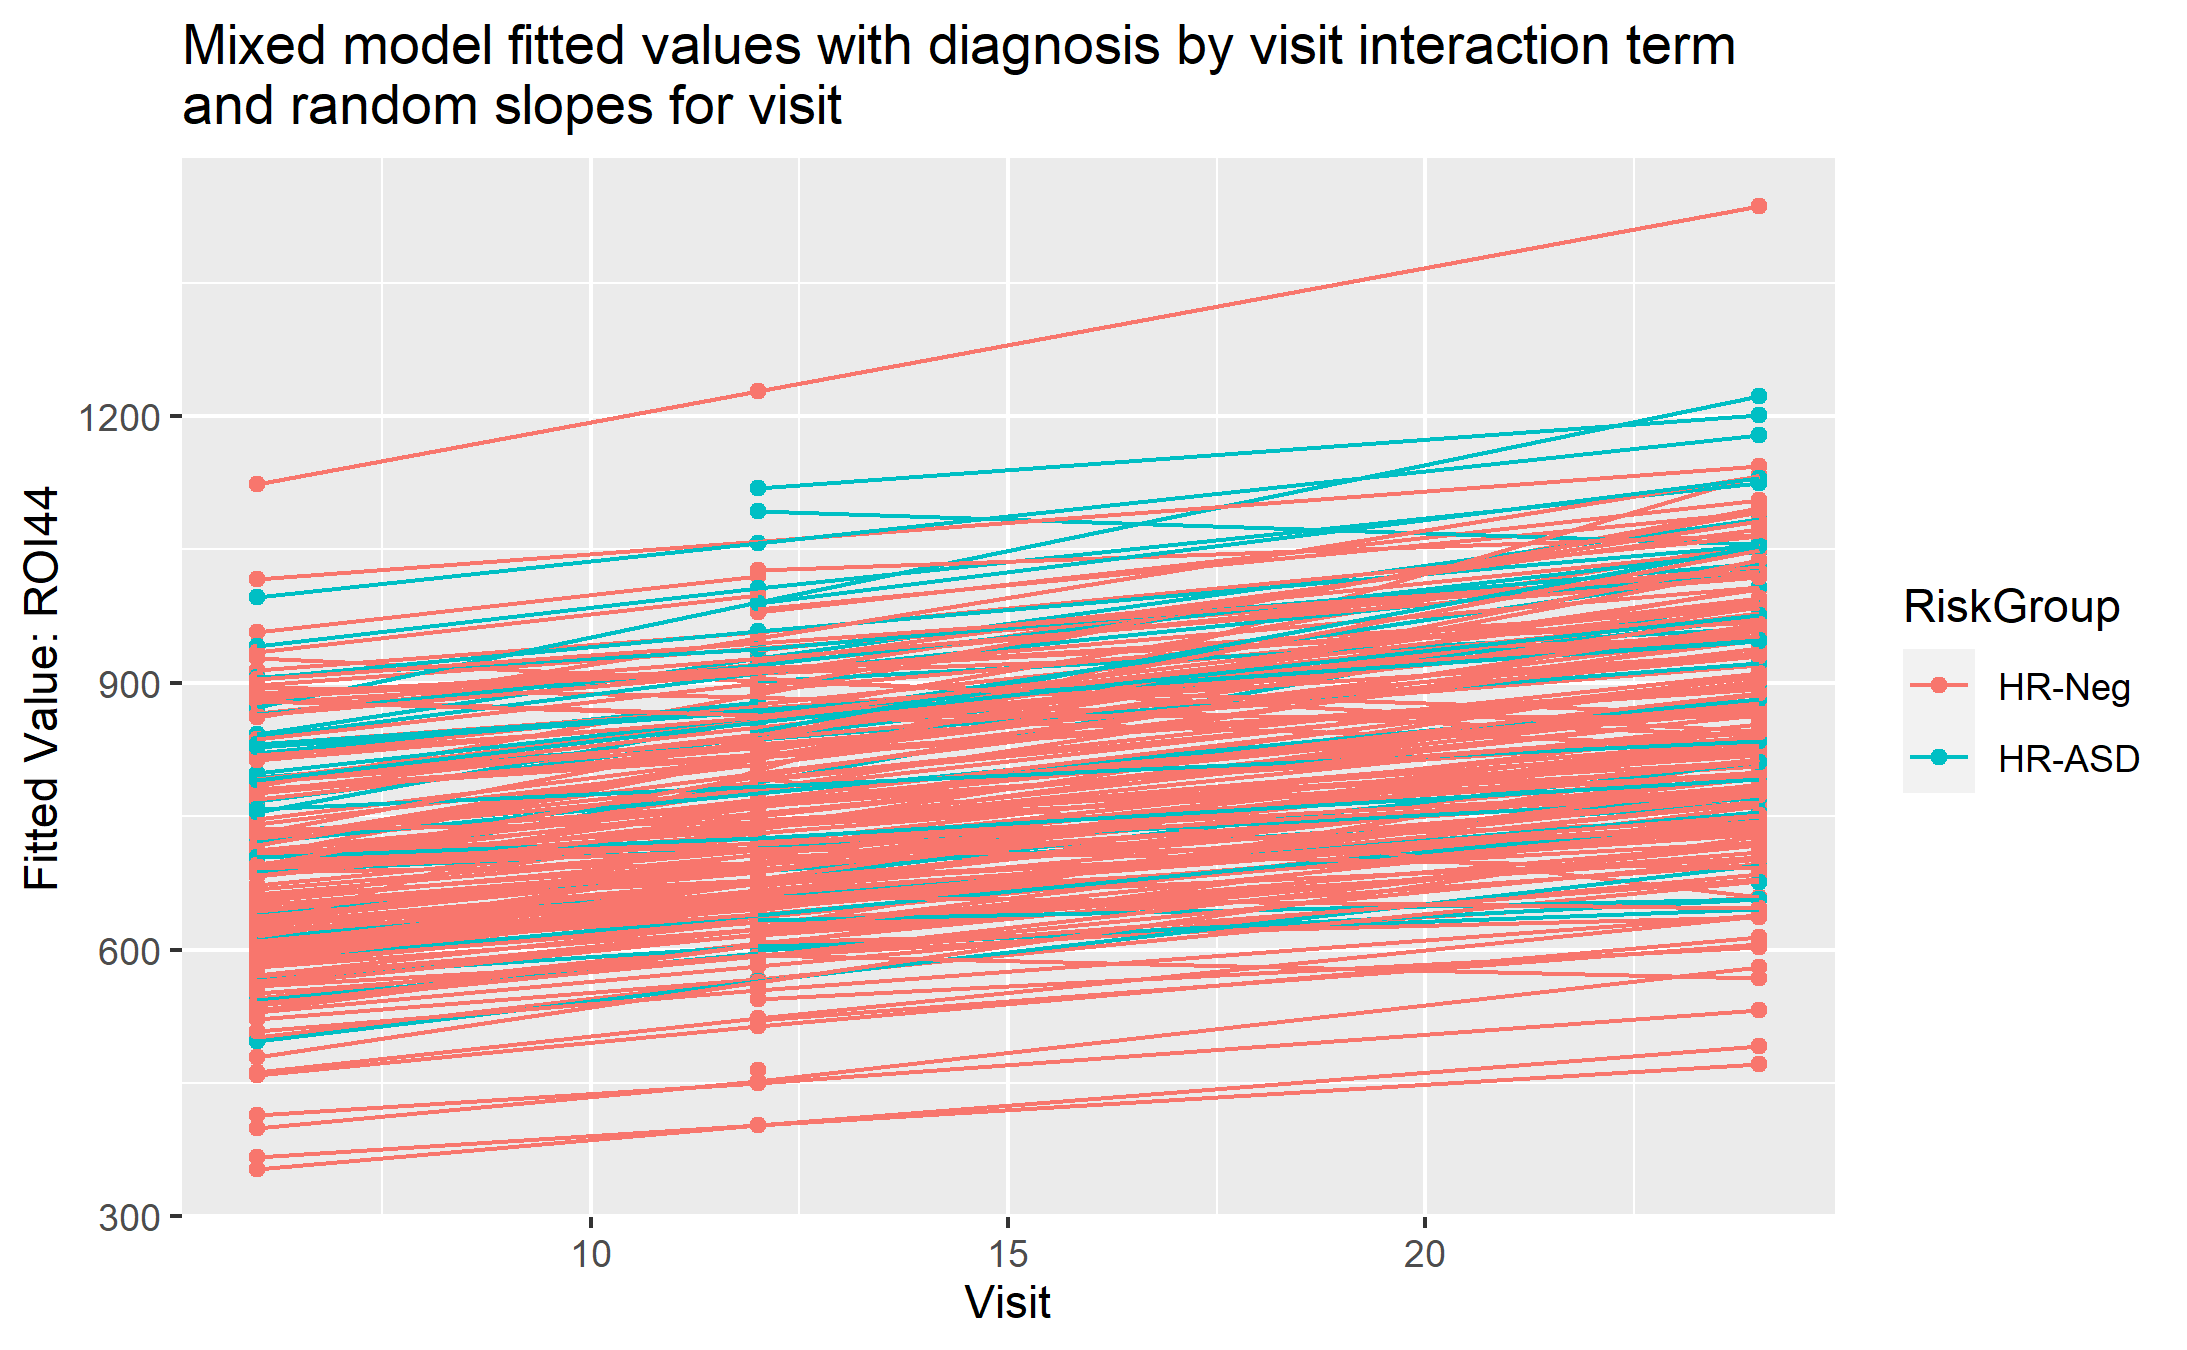 Mixed model fitted values with diagnosis by visit interaction term
and random slopes for visit
Fitted Value: ROI44
1200
900
600
300
10 15 20
Visit
RiskGroup
HR-Neg
HR-ASD